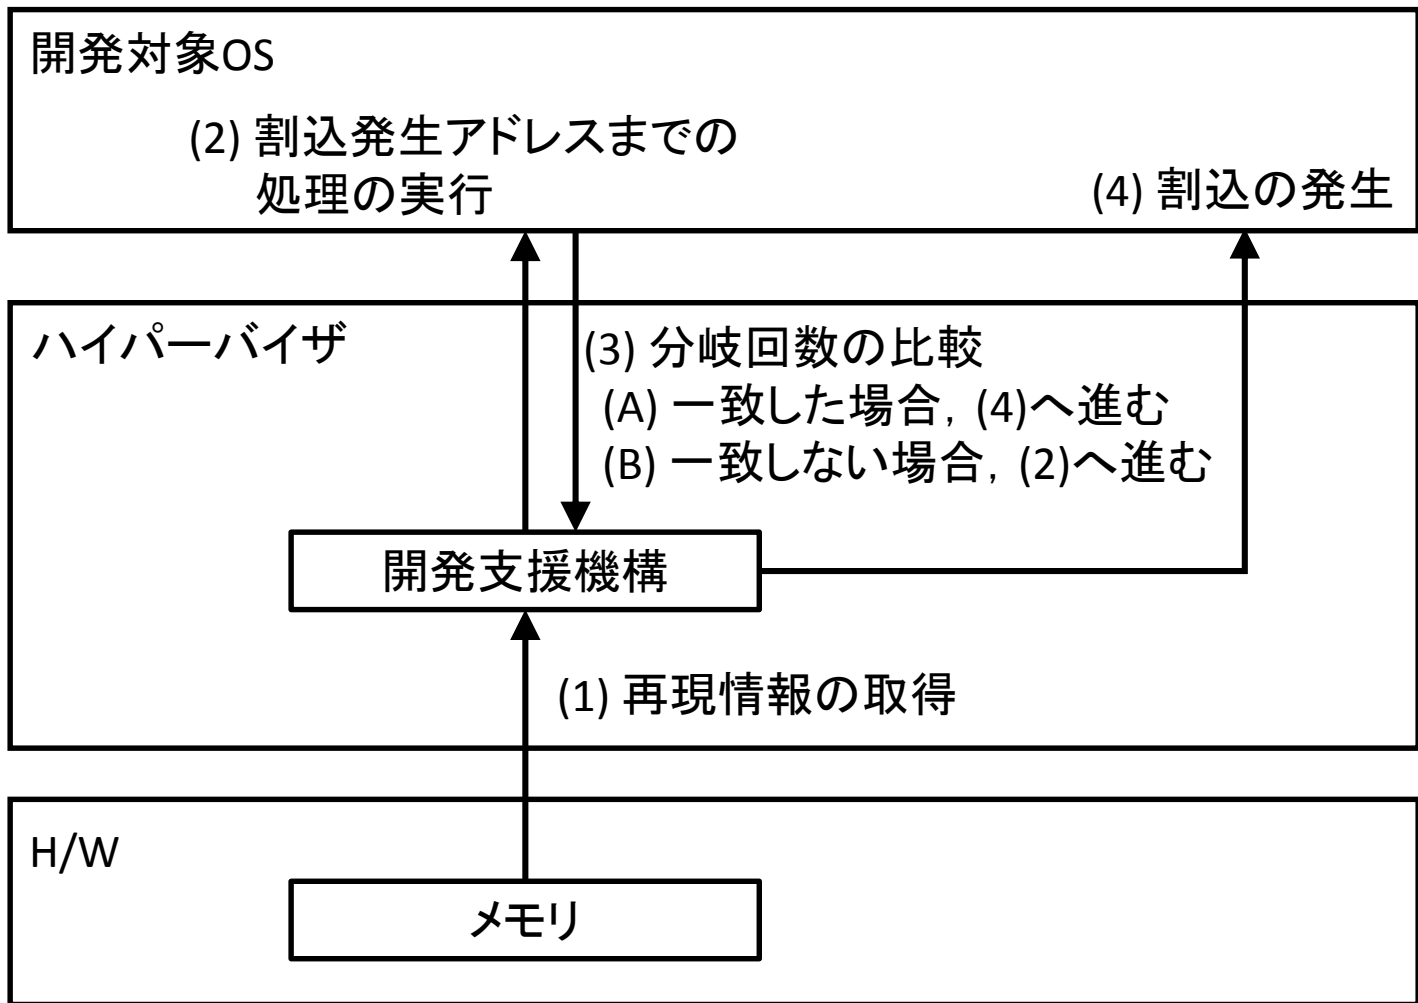 開発対象OS
(2) 割込発生アドレスまでの
処理の実行
(4) 割込の発生
ハイパーバイザ
(3) 分岐回数の比較
(A) 一致した場合，(4)へ進む
(B) 一致しない場合，(2)へ進む
開発支援機構
(1) 再現情報の取得
H/W
メモリ